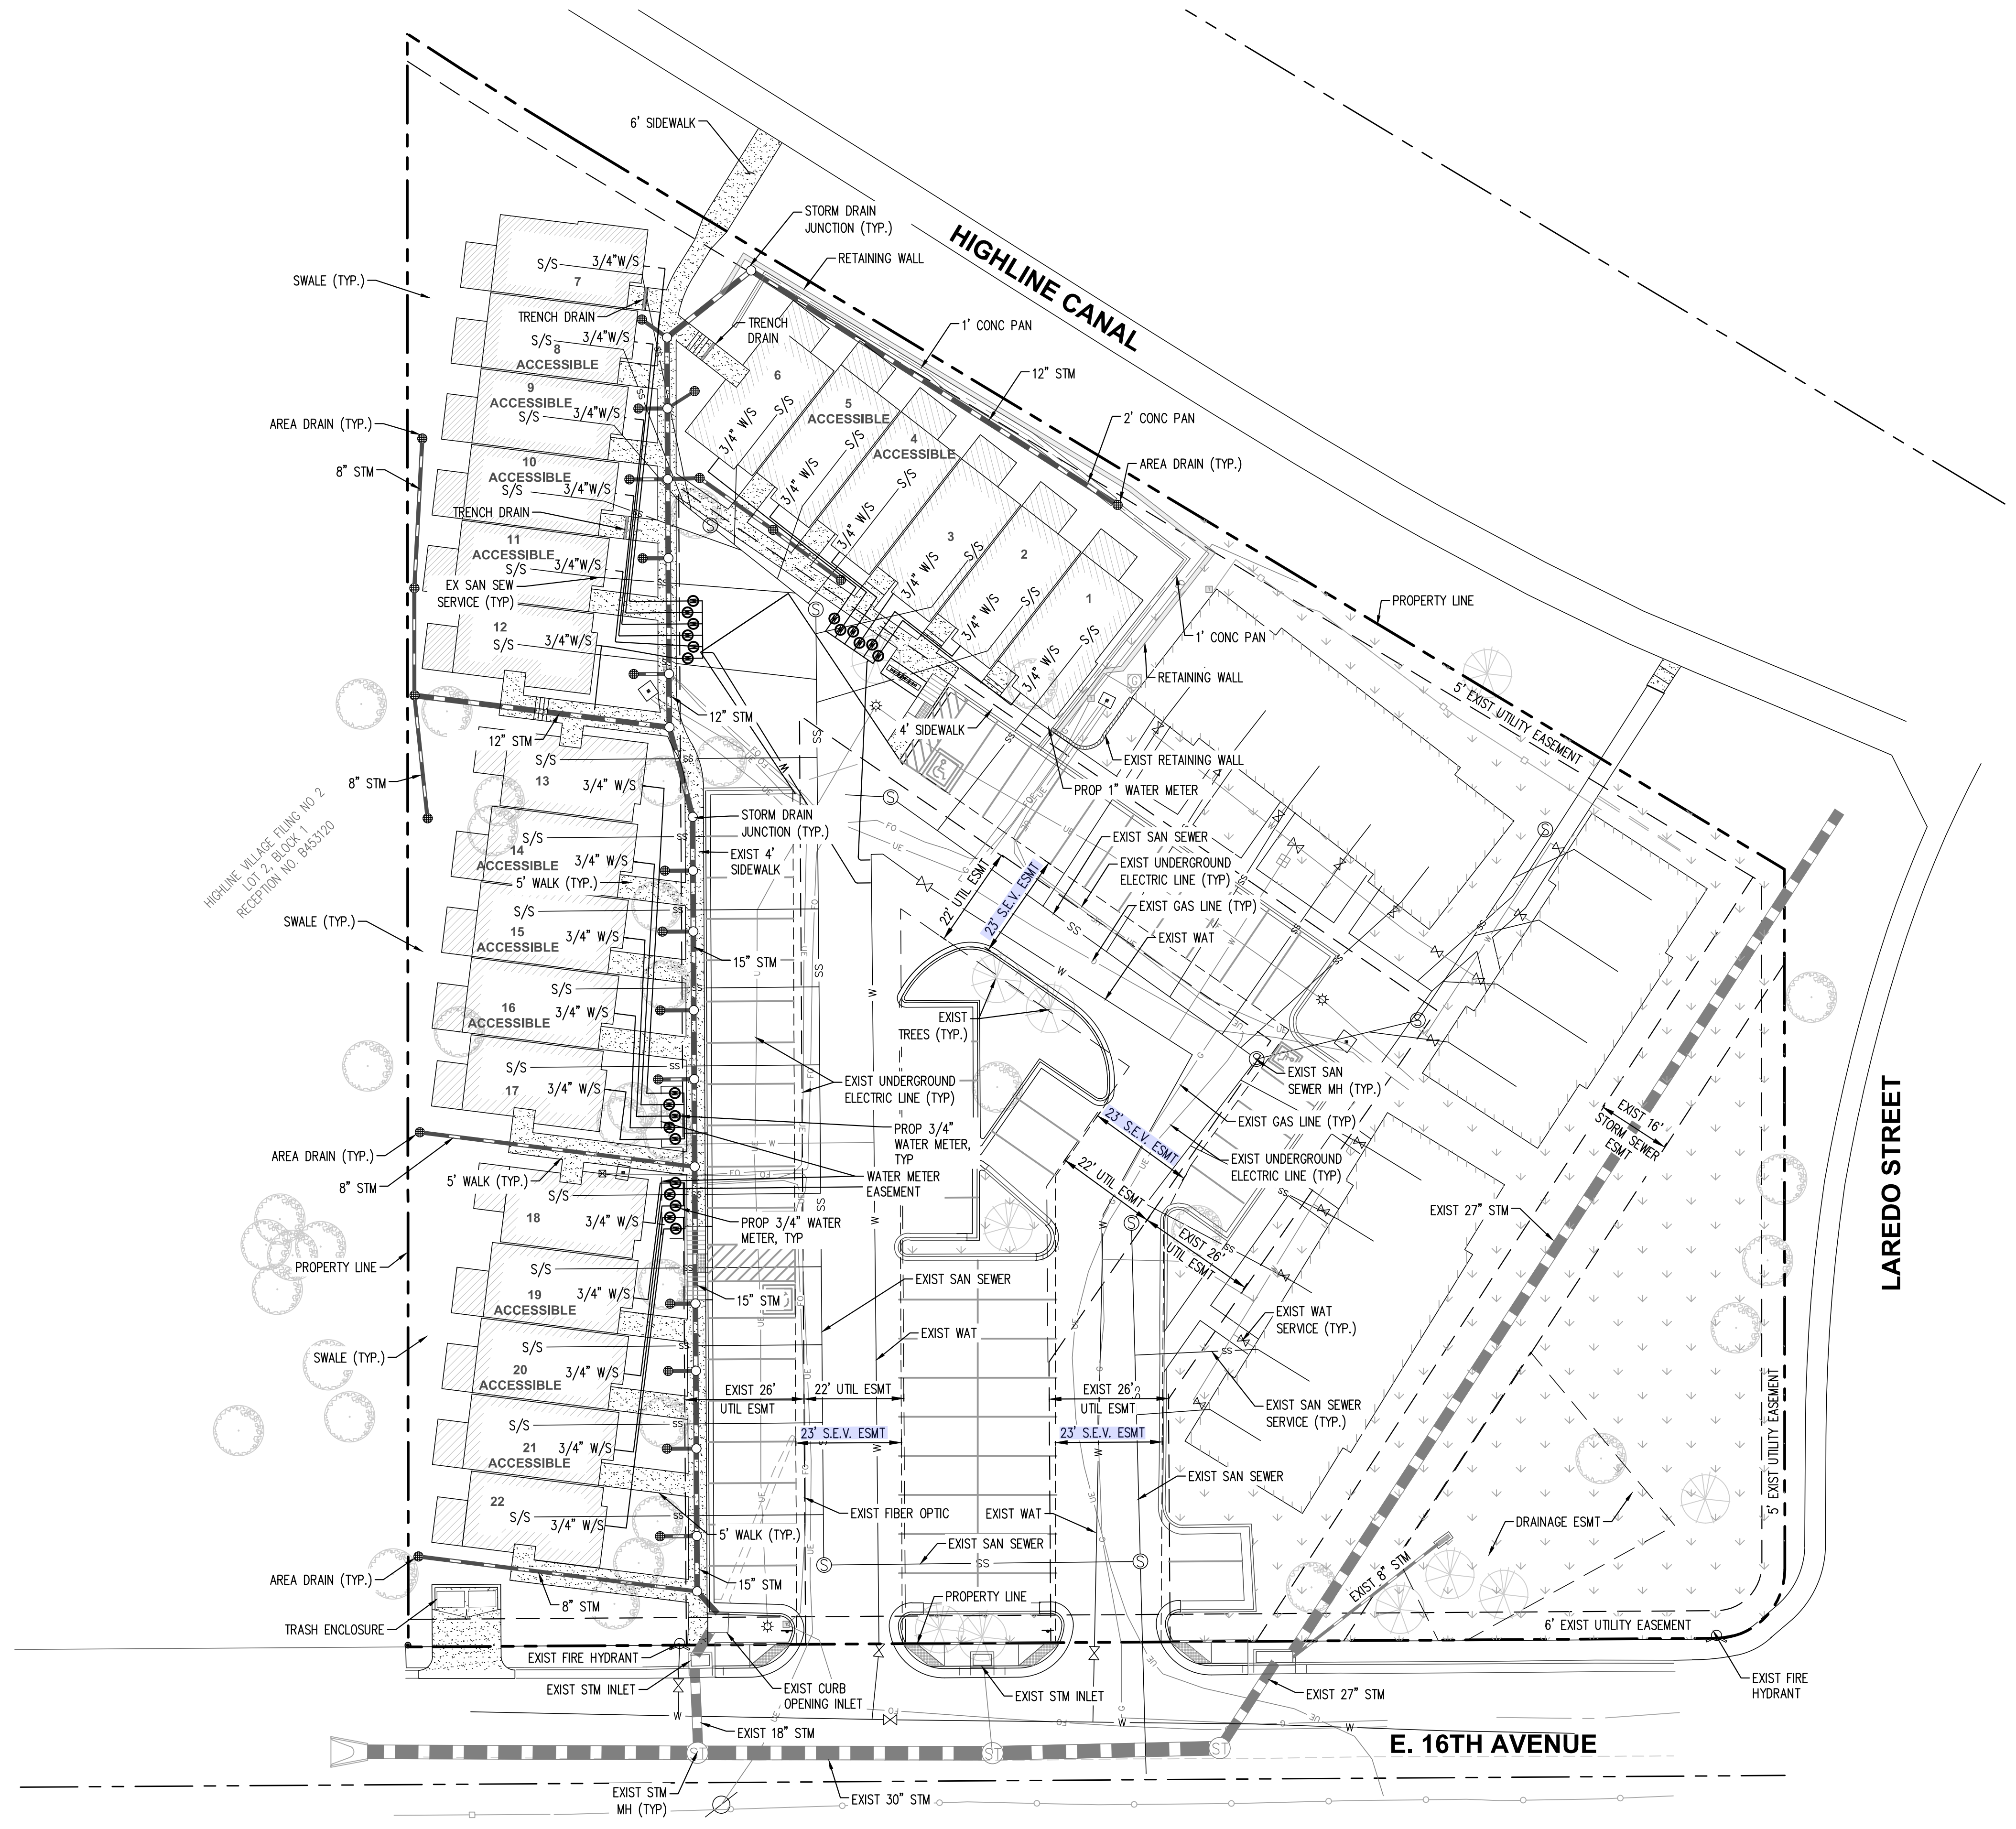 6' SIDEWALK
STORM DRAIN
JUNCTION (TYP.)
RETAINING WALL
HIGHLINE CANAL
SWALE (TYP.)
S/S
3/4"W/S
7
TRENCH DRAIN
TRENCH
DRAIN
1' CONC PAN
S/S
3/4"W/S
8
ACCESSIBLE
12" STM
6
3/4" W/S
S/S
9
ACCESSIBLE
S/S
3/4"W/S
5
ACCESSIBLE
3/4" W/S
S/S
2' CONC PAN
AREA DRAIN (TYP.)
4
ACCESSIBLE
3/4" W/S
S/S
AREA DRAIN (TYP.)
8" STM
10
ACCESSIBLE
S/S
3/4"W/S
TRENCH DRAIN
3
3/4" W/S
S/S
11
ACCESSIBLE
S/S
3/4"W/S
2
3/4" W/S
S/S
EX SAN SEW
SERVICE (TYP)
1
3/4" W/S
S/S
PROPERTY LINE
12
S/S
3/4"W/S
1' CONC PAN
RETAINING WALL
5' EXIST UTILITY EASEMENT
12" STM
4' SIDEWALK
12" STM
EXIST RETAINING WALL
S/S
13
3/4" W/S
8" STM
PROP 1" WATER METER
HIGHLINE VILLAGE FILING NO 2
LOT 2, BLOCK 1
RECEPTION NO. B453120
STORM DRAIN
JUNCTION (TYP.)
EXIST SAN SEWER
S/S
14
ACCESSIBLE
3/4" W/S
EXIST 4'
SIDEWALK
EXIST UNDERGROUND
ELECTRIC LINE (TYP)
5' WALK (TYP.)
22' UTIL ESMT
23' S.E.V. ESMT
EXIST GAS LINE (TYP)
SWALE (TYP.)
S/S
15
ACCESSIBLE
3/4" W/S
EXIST WAT
15" STM
S/S
16
ACCESSIBLE
3/4" W/S
EXIST
TREES (TYP.)
S/S
17
3/4" W/S
EXIST UNDERGROUND
ELECTRIC LINE (TYP)
EXIST SAN
SEWER MH (TYP.)
LAREDO STREET
EXIST 16'
STORM SEWER
ESMT
23' S.E.V. ESMT
EXIST GAS LINE (TYP)
PROP 3/4"
WATER METER,
TYP
AREA DRAIN (TYP.)
22' UTIL ESMT
EXIST UNDERGROUND
ELECTRIC LINE (TYP)
8" STM
5' WALK (TYP.)
WATER METER
EASEMENT
S/S
18
3/4" W/S
PROP 3/4" WATER
METER, TYP
EXIST 27" STM
EXIST 26'
UTIL ESMT
PROPERTY LINE
S/S
19
ACCESSIBLE
3/4" W/S
EXIST SAN SEWER
15" STM
EXIST WAT
SERVICE (TYP.)
EXIST WAT
SWALE (TYP.)
S/S
20
ACCESSIBLE
3/4" W/S
EXIST 26'
UTIL ESMT
22' UTIL ESMT
EXIST 26'
UTIL ESMT
EXIST SAN SEWER
SERVICE (TYP.)
5' EXIST UTILITY EASEMENT
S/S
21
ACCESSIBLE
3/4" W/S
23' S.E.V. ESMT
23' S.E.V. ESMT
EXIST SAN SEWER
22
S/S
3/4" W/S
EXIST FIBER OPTIC
EXIST WAT
DRAINAGE ESMT
5' WALK (TYP.)
EXIST SAN SEWER
AREA DRAIN (TYP.)
15" STM
EXIST 8" STM
8" STM
PROPERTY LINE
TRASH ENCLOSURE
6' EXIST UTILITY EASEMENT
EXIST FIRE HYDRANT
EXIST STM INLET
EXIST CURB
OPENING INLET
EXIST STM INLET
EXIST 27" STM
EXIST FIRE
HYDRANT
EXIST 18" STM
E. 16TH AVENUE
EXIST STM
MH (TYP)
EXIST 30" STM